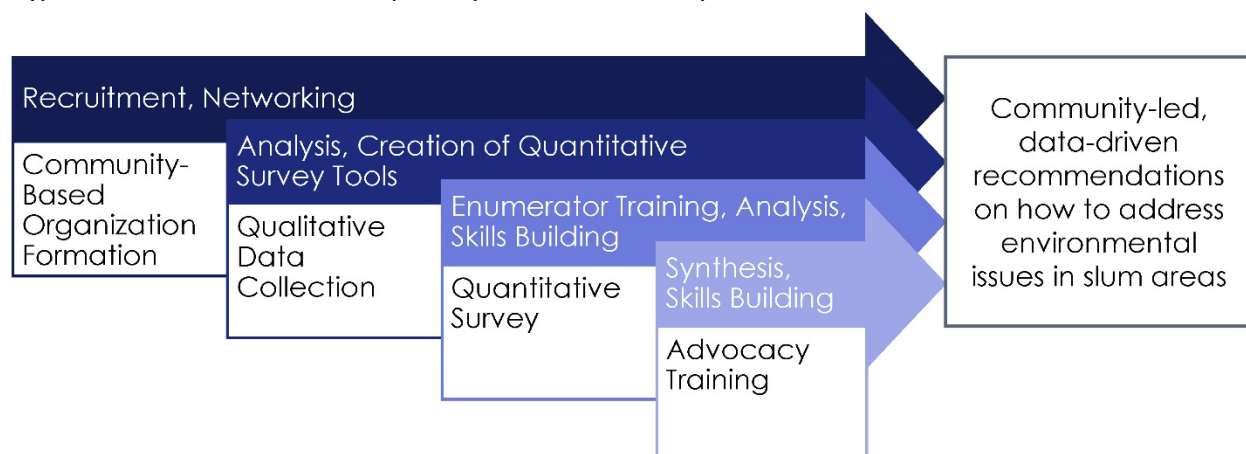 Recruitment, Networking
Community-
Based
Organization
Formation
Analysis, Creation of Quantitative
Survey Tools
Qualitative
Data
Collection
Enumerator Training, Analysis,
Skills Building
Quantitative
Survey
Synthesis,
Skills Building
Advocacy
Training
Community-led,
data-driven
recommendations
on how to address
environmental
issues in slum areas